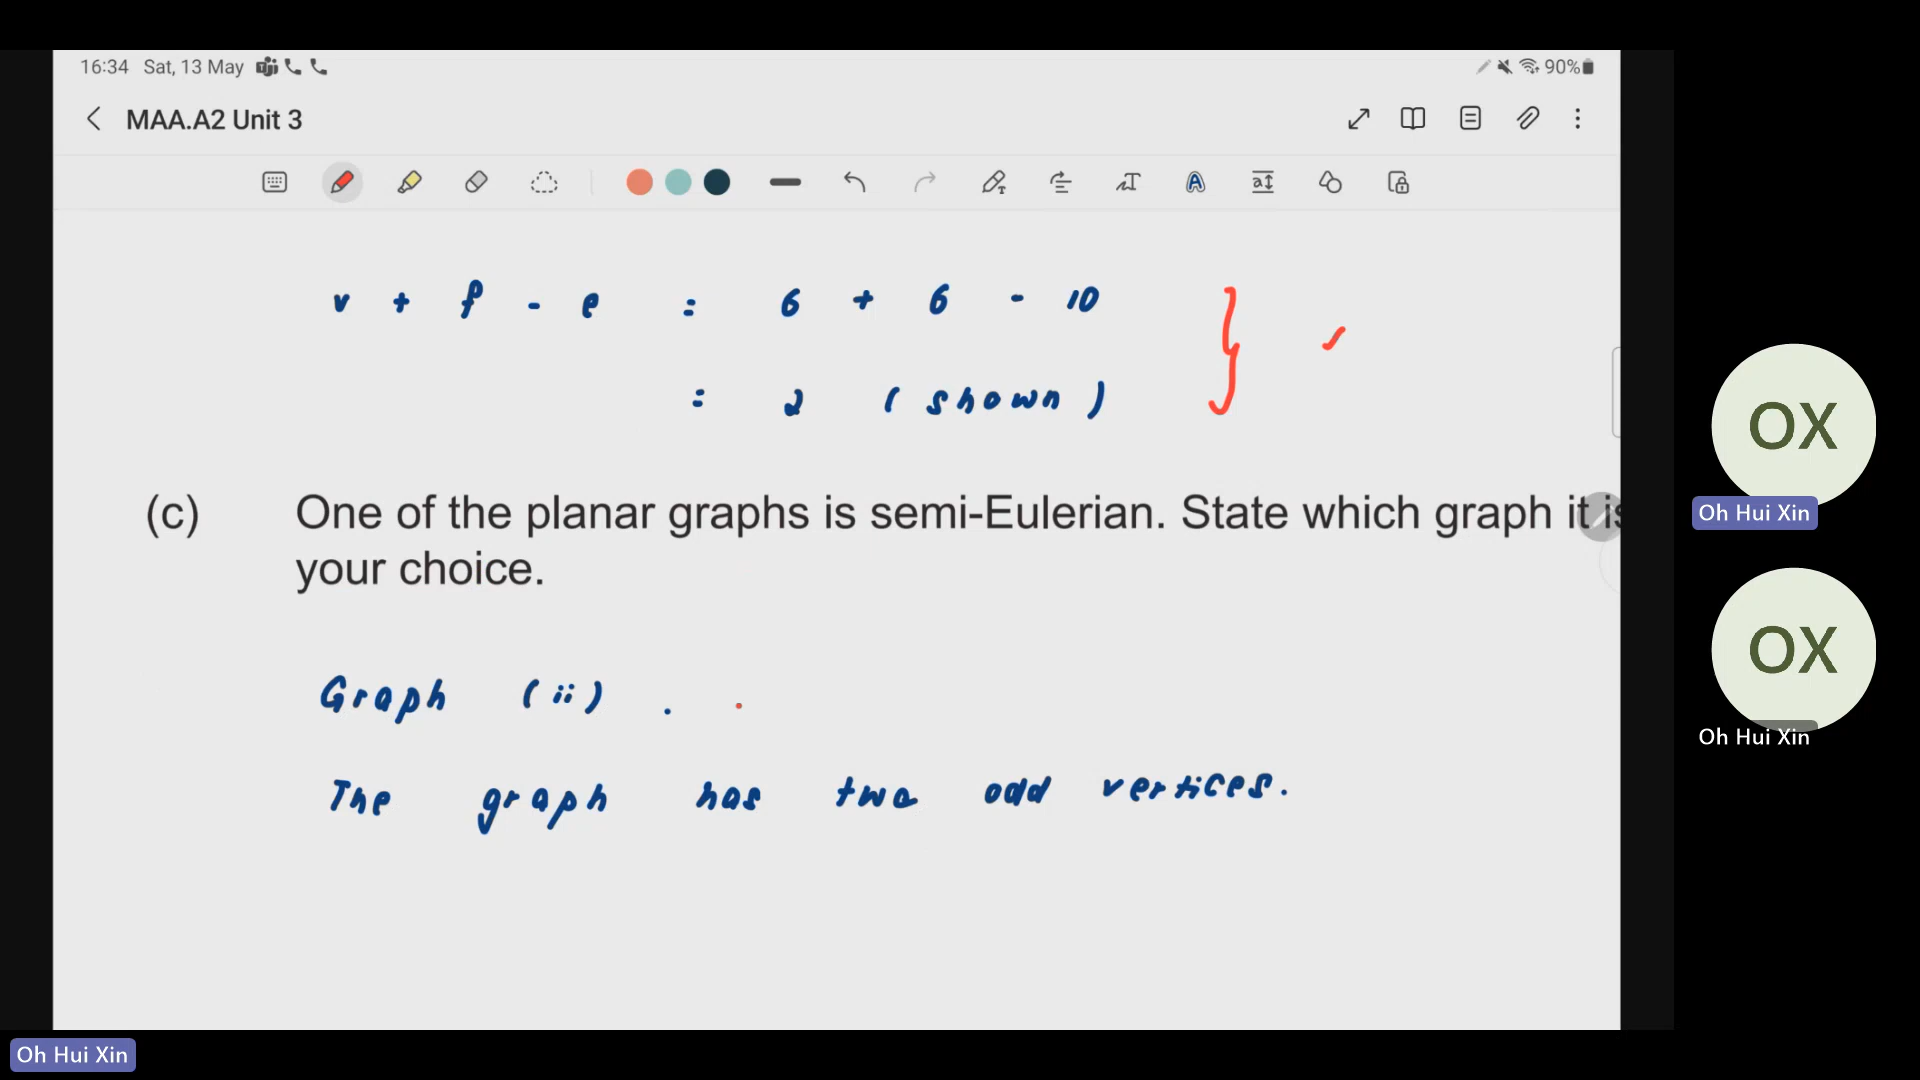 16:34 Sat, 13 May 90%
MAA.A2 Unit 3
v + f - e = 6 + 6 - 10
= 2 (shown)
(c) One of the planar graphs is semi-Eulerian. State which graph it is
your choice.
Graph (ii).
The graph has two odd vertices.
OX
Oh Hui Xin
OX
Oh Hui Xin
Oh Hui Xin